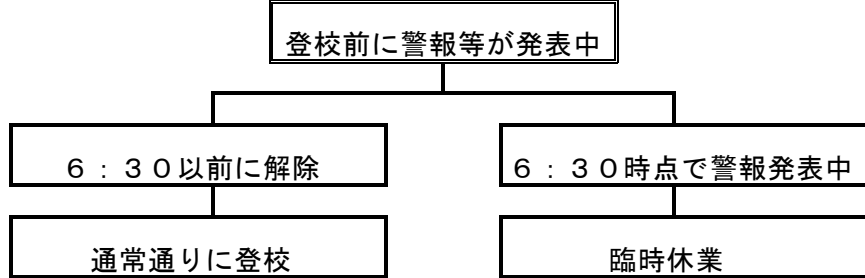 登校前に警報等が発表中
６：３０以前に解除
６：３０時点で警報発表中
通常通りに登校
臨時休業